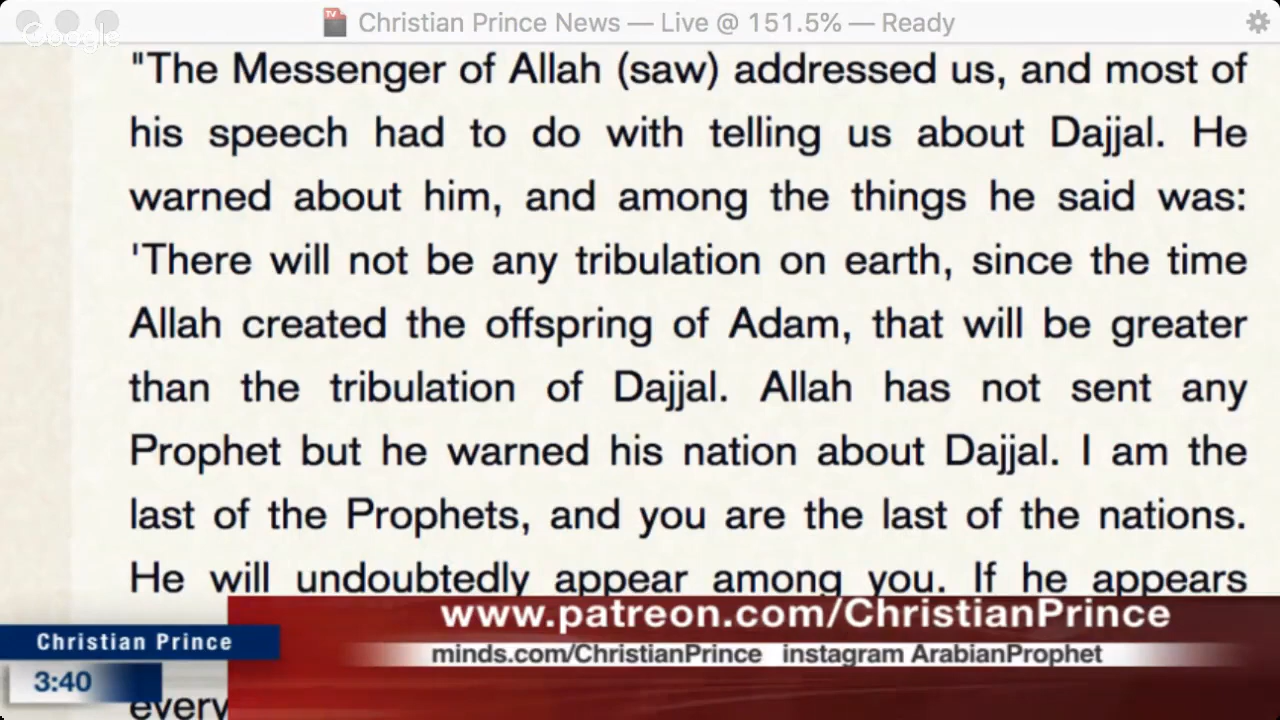 Google
TV
Christian Prince News — Live @ 151.5% — Ready
"The Messenger of Allah (saw) addressed us, and most of
his speech had to do with telling us about Dajjal. He
warned about him, and among the things he said was:
'There will not be any tribulation on earth, since the time
Allah created the offspring of Adam, that will be greater
than the tribulation of Dajjal. Allah has not sent any
Prophet but he warned his nation about Dajjal. I am the
last of the Prophets, and you are the last of the nations.
He will undoubtedly appear among you. If he appears
www.patreon.com/ChristianPrince
Christian Prince
minds.com/ChristianPrince instagram ArabianProphet
3:40
every